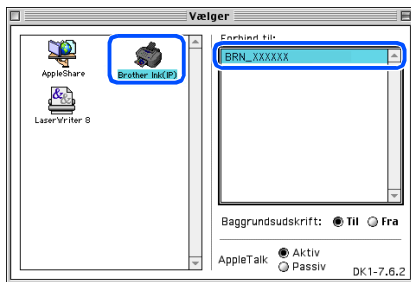 Vælger
AppleShare
Brother Ink(IP)
LaserWriter 8
Forbind til:
BRN_XXXXXX
Baggrundsudskrift: Til Fra
AppleTalk Aktiv
Passiv
DK1-7.6.2